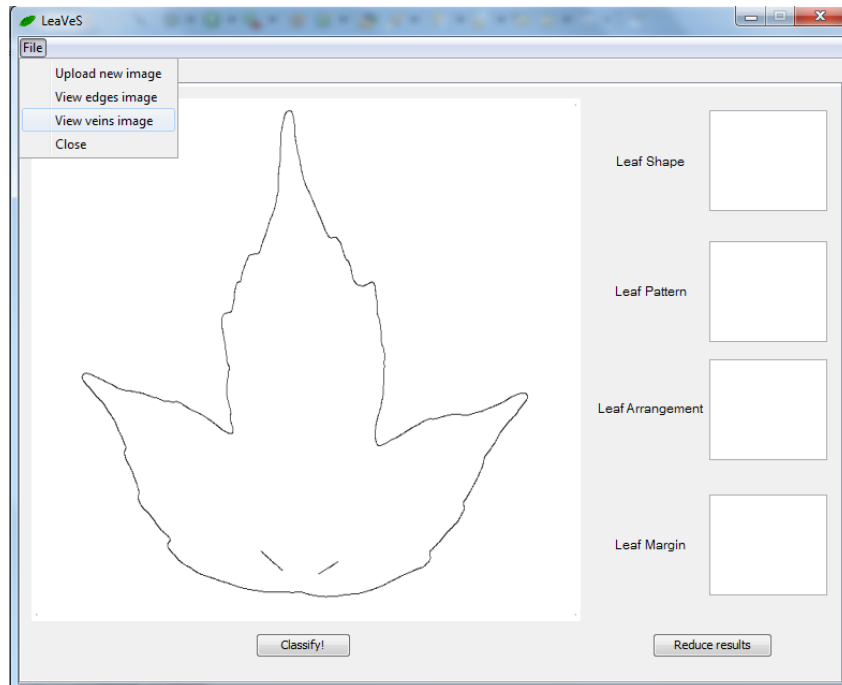 LeaVeS
File
Upload new image
View edges image
View veins image
Close
Leaf Shape
Leaf Pattern
Leaf Arrangement
Leaf Margin
Classify!
Reduce results